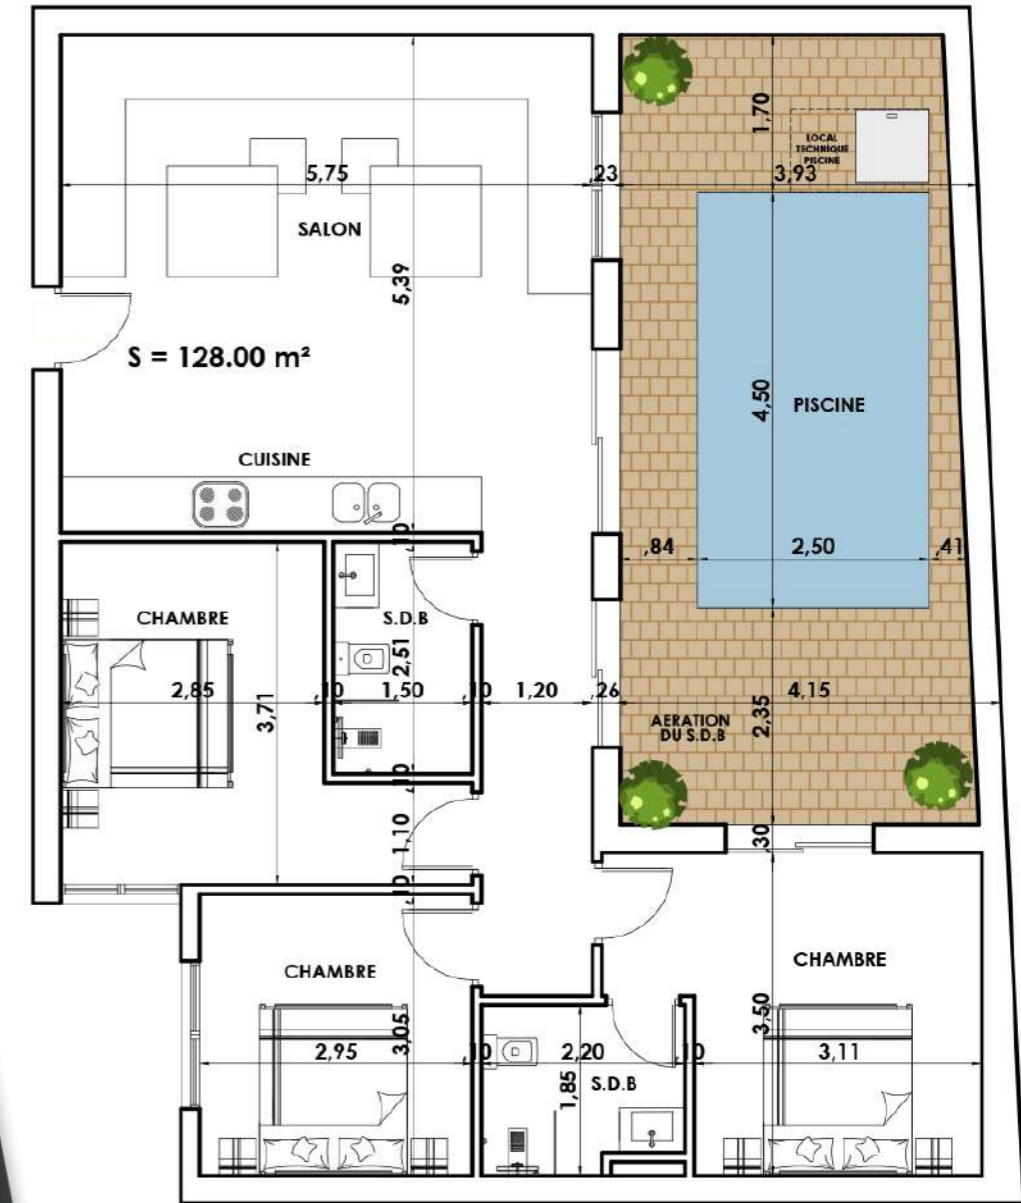 1,70
LOCAL
TECHNIQUE
PISCINE
5,75
,23
3,93
SALON
5,39
S = 128.00 m²
4,50
PISCINE
CUISINE
,10
,84
2,50
,41
CHAMBRE
S.D.B
2,51
2,85
,10
1,50
,10
1,20
,26
4,15
3,71
AERATION
DU S.D.B
2,35
,10
1,10
,30
,10
CHAMBRE
CHAMBRE
3,50
3,05
2,95
,10
2,20
,10
3,11
1,85
S.D.B